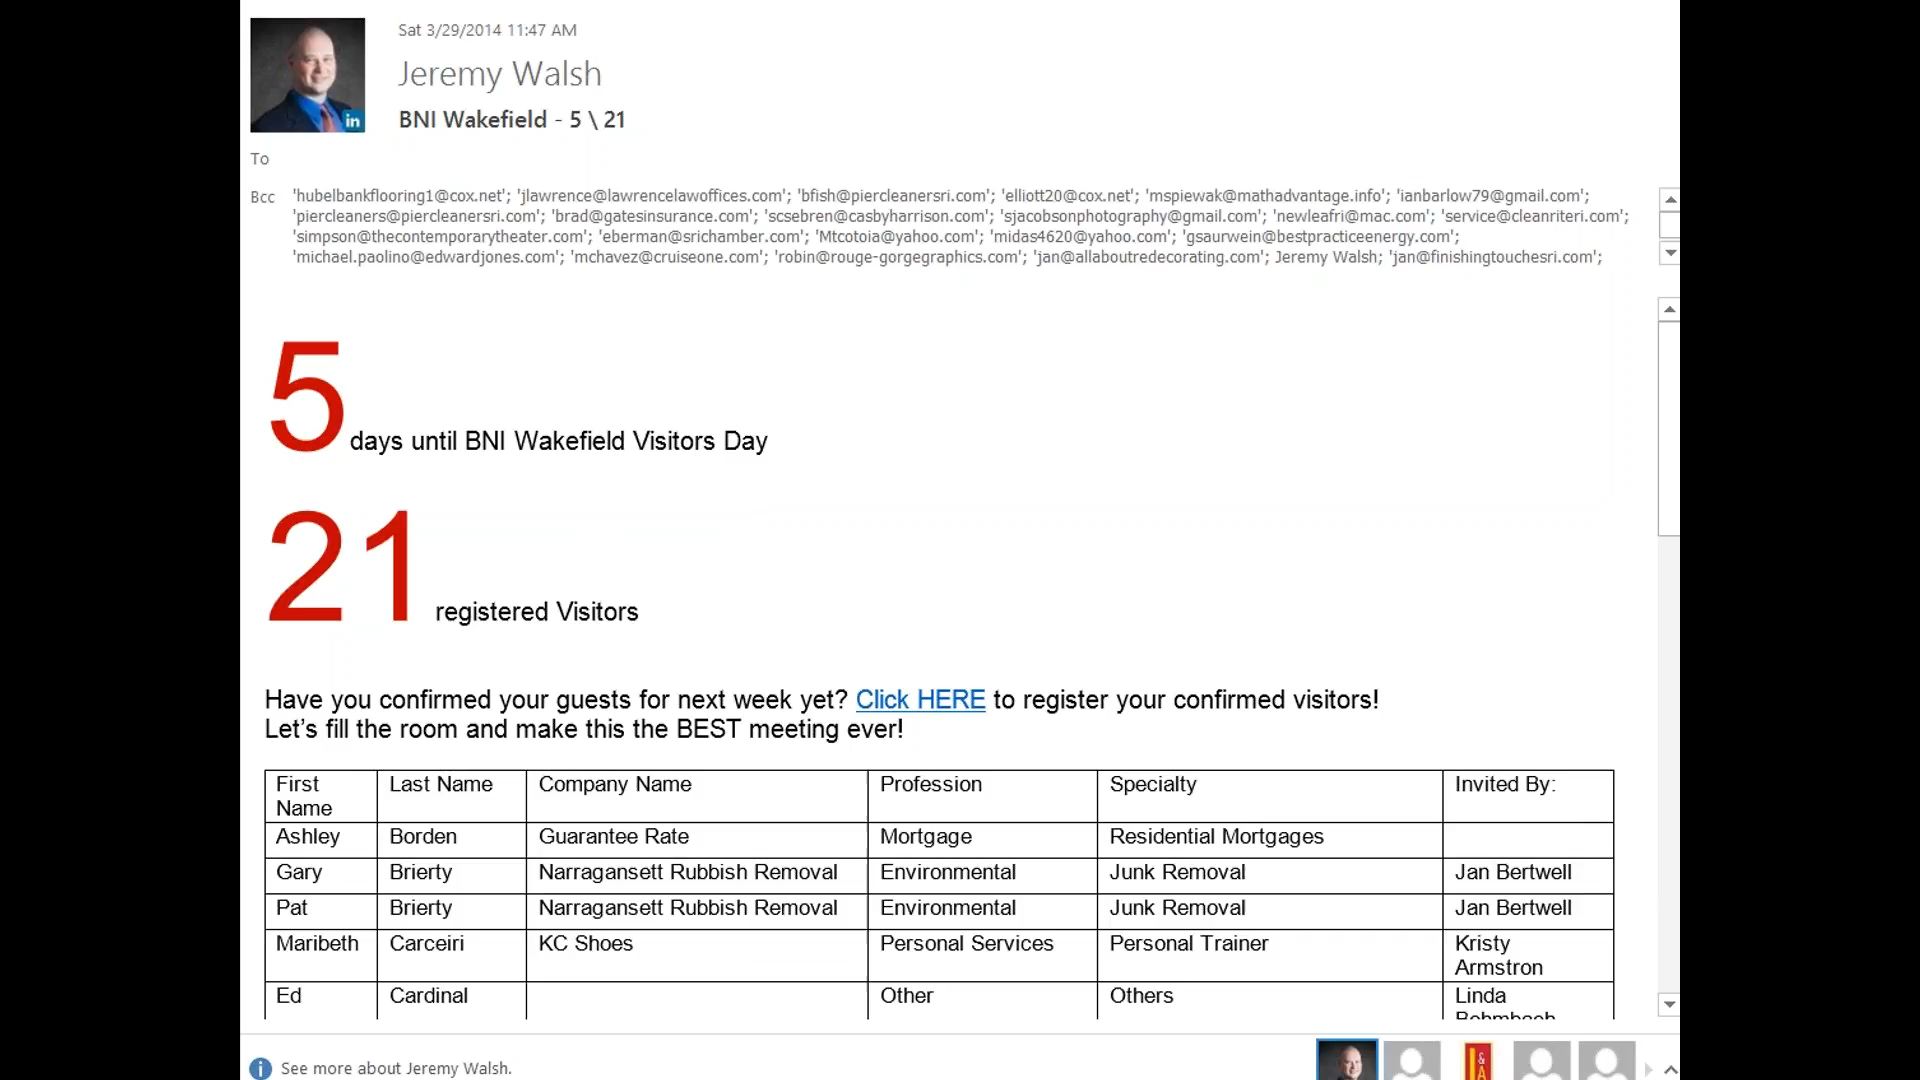 Sat 3/29/2014 11:47 AM
Jeremy Walsh
in
BNI Wakefield - 5 \ 21
To
Bcc 'hubelbankflooring1@cox.net'; 'jlawrence@lawrencelawoffices.com'; 'bfish@piercleanersri.com'; 'elliott20@cox.net'; 'mspiewak@mathadvantage.info'; 'ianbarlow79@gmail.com';
'piercleaners@piercleanersri.com'; 'brad@gatesinsurance.com'; 'scsebren@casbyharrison.com'; 'sjacobsonphotography@gmail.com'; 'newleafri@mac.com'; 'service@cleanriteri.com';
'simpson@thecontemporarytheater.com'; 'eberman@srichamber.com'; 'Mtcotoia@yahoo.com'; 'midas4620@yahoo.com'; 'gsaurwein@bestpracticeenergy.com';
'michael.paolino@edwardjones.com'; 'mchavez@cruiseone.com'; 'robin@rouge-gorgegraphics.com'; 'jan@allaboutredecorating.com'; Jeremy Walsh; 'jan@finishingtouchesri.com';
5 days until BNI Wakefield Visitors Day
21 registered Visitors
Have you confirmed your guests for next week yet? Click HERE to register your confirmed visitors!
Let's fill the room and make this the BEST meeting ever!
First Name Last Name Company Name Profession Specialty Invited By:
Ashley Borden Guarantee Rate Mortgage Residential Mortgages
Gary Brierty Narragansett Rubbish Removal Environmental Junk Removal Jan Bertwell
Pat Brierty Narragansett Rubbish Removal Environmental Junk Removal Jan Bertwell
Maribeth Carceiri KC Shoes Personal Services Personal Trainer Kristy Armstron
Ed Cardinal Other Others Linda
See more about Jeremy Walsh.